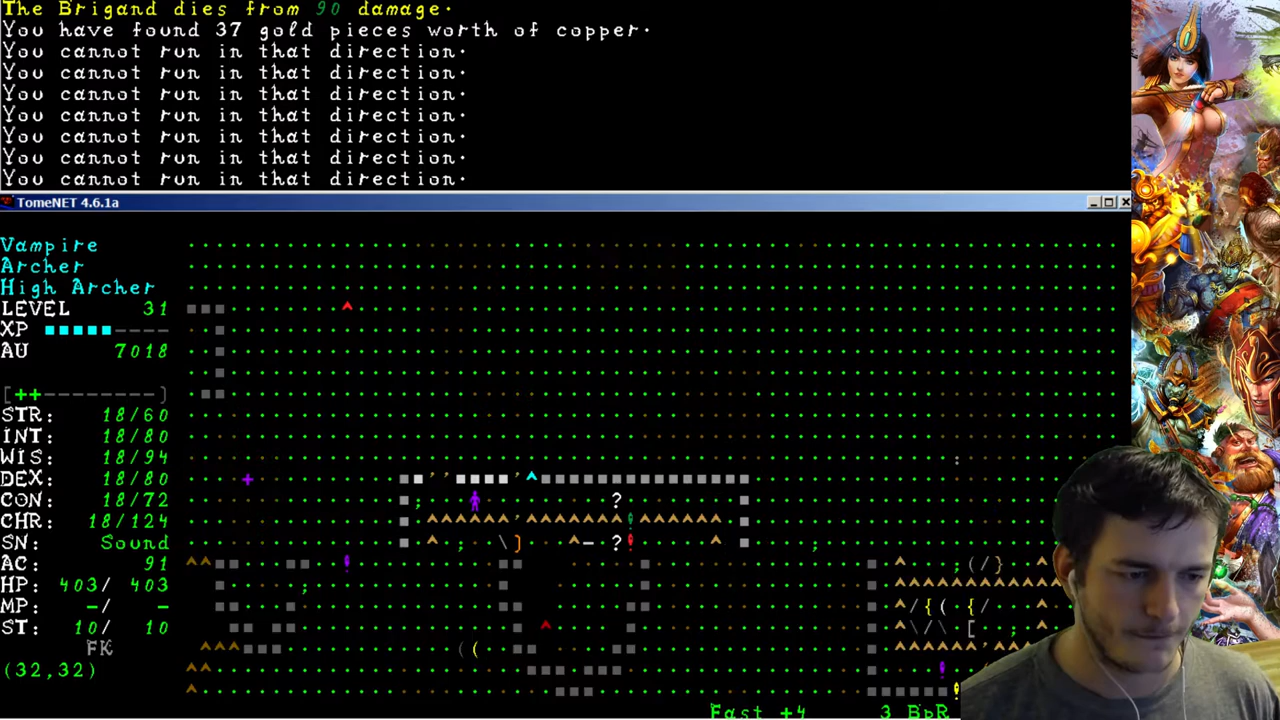 The Brigand dies from 90 damage.
You have found 37 gold pieces worth of copper.
You cannot run in that direction.
You cannot run in that direction.
You cannot run in that direction.
You cannot run in that direction.
You cannot run in that direction.
You cannot run in that direction.
You cannot run in that direction.
TomeNET 4.6.1a
Vampire
Archer
High Archer
LEVEL 31
XP
AU 7018
[++---------]
STR: 18/60
INT: 18/80
WIS: 18/94
DEX: 18/80
CON: 18/72
CHR: 18/124
SN: Sound
AC: 91
HP: 403/ 403
MP: -/ -
ST: 10/ 10
FK
(32,32)
Fast +4 3 BpR